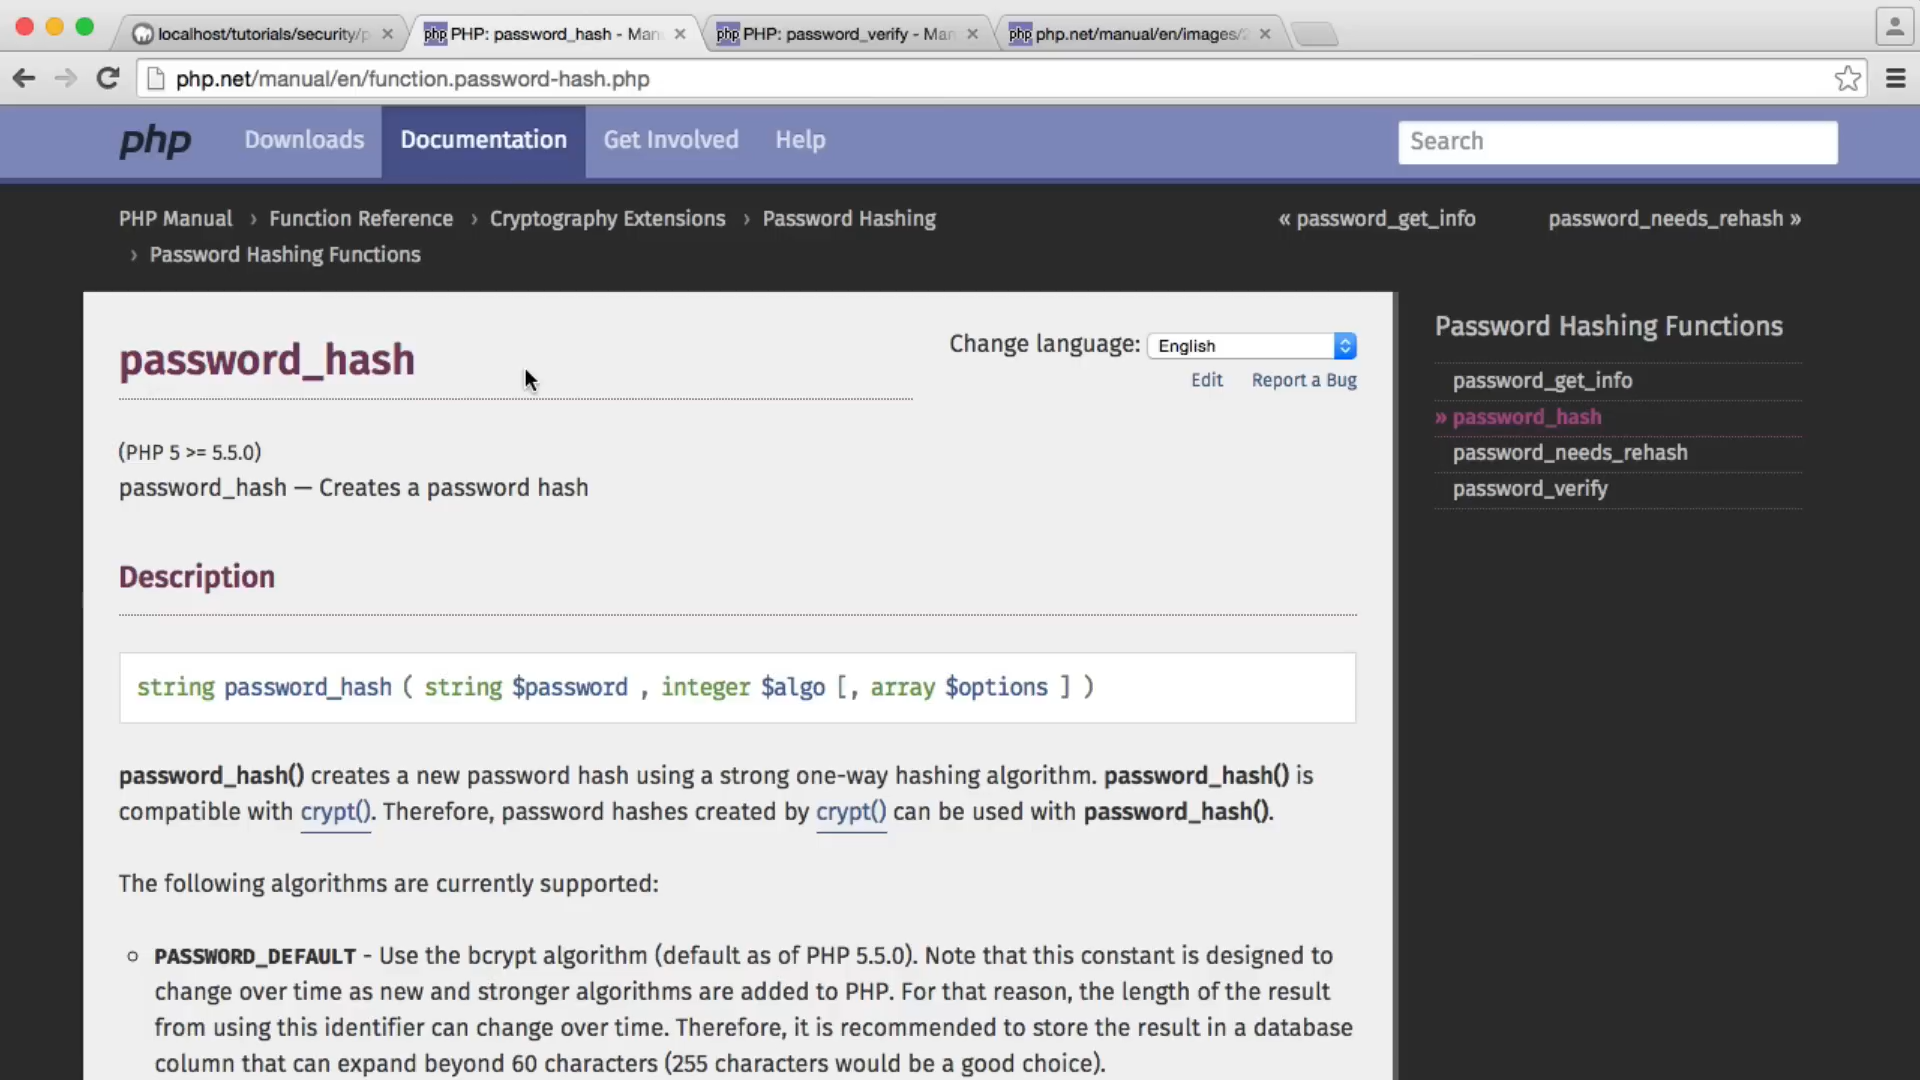 localhost/tutorials/security/p
PHP: password_hash - Man
PHP: password_verify - Man
php.net/manual/en/images/2
php.net/manual/en/function.password-hash.php
php
Downloads
Documentation
Get Involved
Help
Search
PHP Manual › Function Reference › Cryptography Extensions › Password Hashing
› Password Hashing Functions
« password_get_info
password_needs_rehash »
password_hash
Change language: English
Edit
Report a Bug
(PHP 5 >= 5.5.0)
password_hash — Creates a password hash
Description
string password_hash ( string $password , integer $algo [, array $options ] )
password_hash() creates a new password hash using a strong one-way hashing algorithm. password_hash() is
compatible with crypt(). Therefore, password hashes created by crypt() can be used with password_hash().
The following algorithms are currently supported:
PASSWORD_DEFAULT - Use the bcrypt algorithm (default as of PHP 5.5.0). Note that this constant is designed to
change over time as new and stronger algorithms are added to PHP. For that reason, the length of the result
from using this identifier can change over time. Therefore, it is recommended to store the result in a database
column that can expand beyond 60 characters (255 characters would be a good choice).
Password Hashing Functions
password_get_info
» password_hash
password_needs_rehash
password_verify